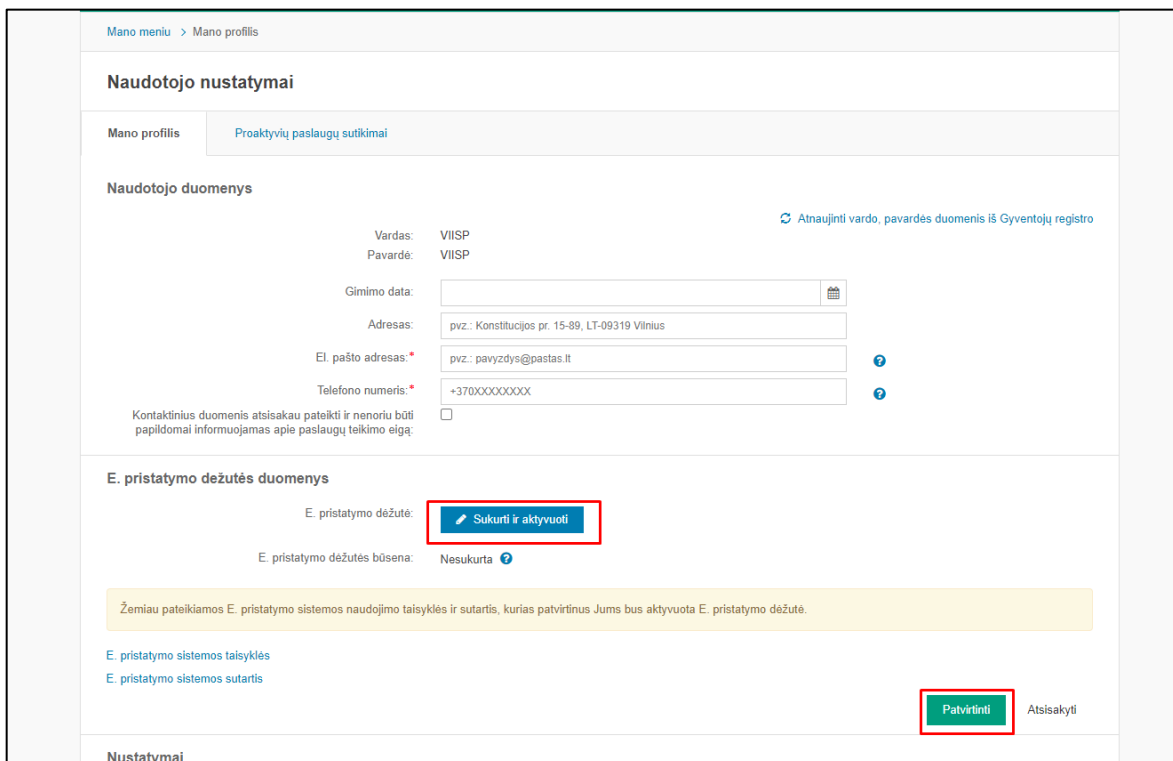 Mano meniu > Mano profilis
Naudotojo nustatymai
Mano profilis
Proaktyvių paslaugų sutikimai
Naudotojo duomenys
Atnaujinti vardo, pavardės duomenis iš Gyventojų registro
Vardas: VIISP
Pavardė: VIISP
Gimimo data:
Adresas: pvz.: Konstitucijos pr. 15-89, LT-09319 Vilnius
El. pašto adresas:* pvz.: pavyzdys@pastas.lt
Telefono numeris:* +370XXXXXXXX
Kontaktinius duomenis atsisakau pateikti ir nenoriu būti
papildomai informuojamas apie paslaugų teikimo eigą:
E. pristatymo dežutės duomenys
E. pristatymo dėžutė: Sukurti ir aktyvuoti
E. pristatymo dėžutės būsena: Nesukurta
Žemiau pateikiamos E. pristatymo sistemos naudojimo taisyklės ir sutartis, kurias patvirtinus Jums bus aktyvuota E. pristatymo dėžutė.
E. pristatymo sistemos taisyklės
E. pristatymo sistemos sutartis
Patvirtinti Atsisakyti
Nustatymai